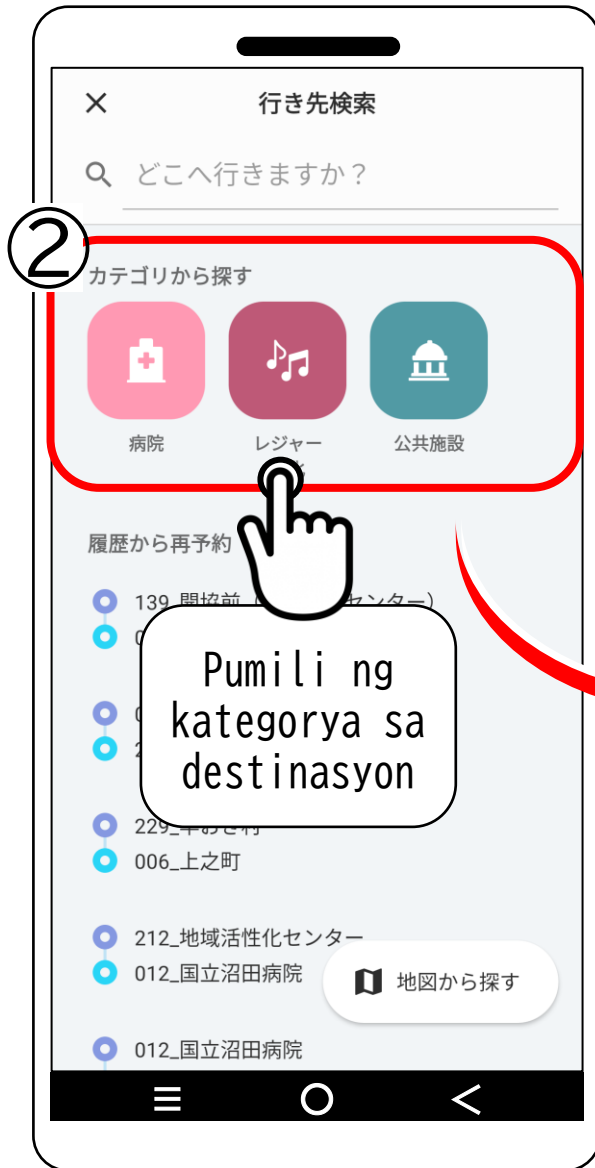 行き先検索
どこへ行きますか？
②
カテゴリから探す
病院
レジャー
公共施設
履歴から再予約
139_開協前
センター）
Pumili ng
kategorya sa
destinasyon
229_
006_上之町
212_地域活性化センター
012_国立沼田病院
地図から探す
012_国立沼田病院